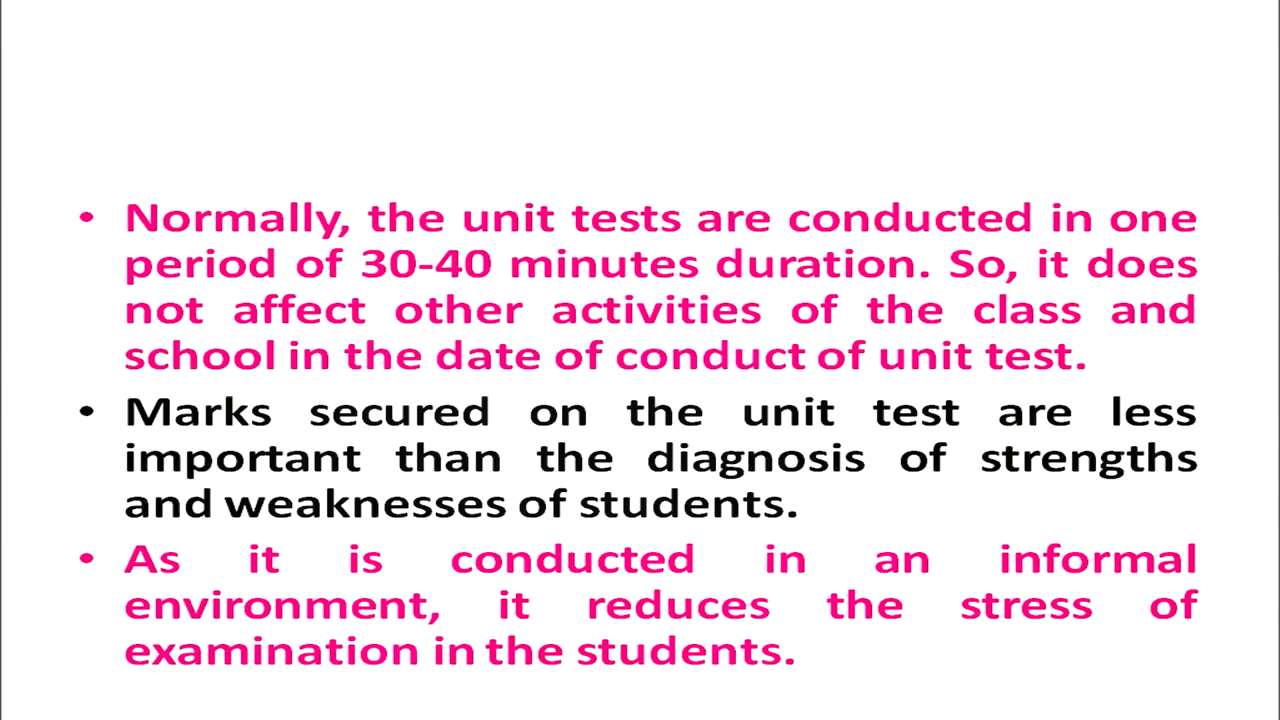 • Normally, the unit tests are conducted in one
period of 30-40 minutes duration. So, it does
not affect other activities of the class and
school in the date of conduct of unit test.
• Marks secured on the unit test are less
important than the diagnosis of strengths
and weaknesses of students.
• As it is conducted in an informal
environment, it reduces the stress of
examination in the students.